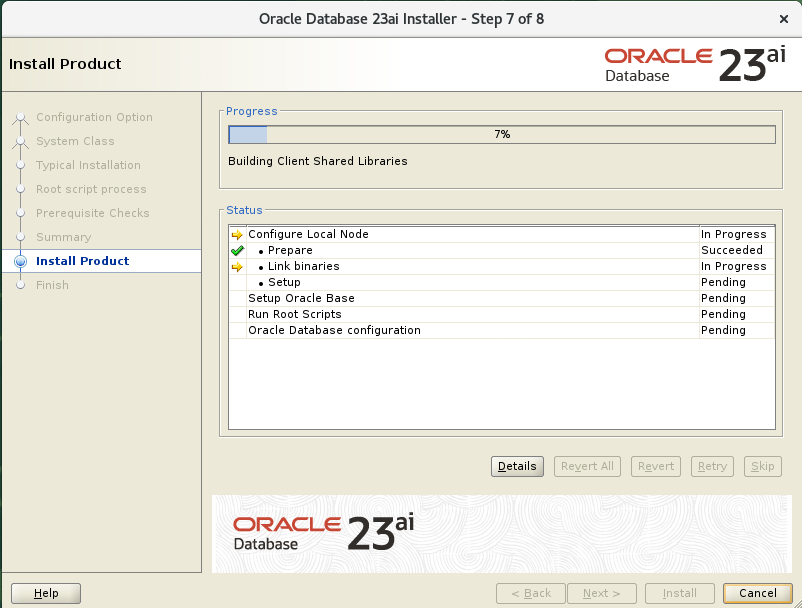 Oracle Database 23ai Installer - Step 7 of 8
Install Product
ORACLE
Database
23ai
Configuration Option
System Class
Typical Installation
Root script process
Prerequisite Checks
Summary
Install Product
Finish
Progress
7%
Building Client Shared Libraries
Status
Configure Local Node In Progress
• Prepare Succeeded
• Link binaries In Progress
• Setup Pending
Setup Oracle Base Pending
Run Root Scripts Pending
Oracle Database configuration Pending
Details Revert All Revert Retry Skip
ORACLE
Database
23ai
Help < Back Next > Install Cancel